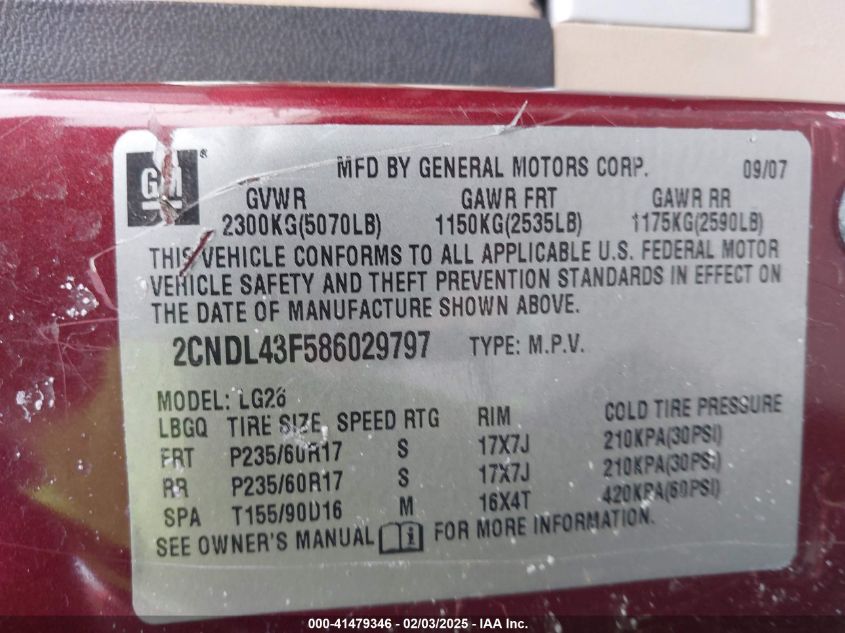 GM ® MFD BY GENERAL MOTORS CORP. 09/07
GVWR GAWR FRT GAWR RR
2300KG(5070LB) 1150KG(2535LB) 1175KG(2590LB)
THIS VEHICLE CONFORMS TO ALL APPLICABLE U.S. FEDERAL MOTOR
VEHICLE SAFETY AND THEFT PREVENTION STANDARDS IN EFFECT ON
THE DATE OF MANUFACTURE SHOWN ABOVE.
2CNDL43F586029797 TYPE: M.P.V.
MODEL: LG26
LBGQ TIRE SIZE SPEED RTG RIM COLD TIRE PRESSURE
FRT P235/60R17 S 17X7J 210KPA(30PSI)
RR P235/60R17 S 17X7J 210KPA(30PSI)
SPA T155/90D16 M 16X4T 420KPA(60PSI)
SEE OWNER'S MANUAL i FOR MORE INFORMATION.
000-41479346 — 02/03/2025 — IAA Inc.